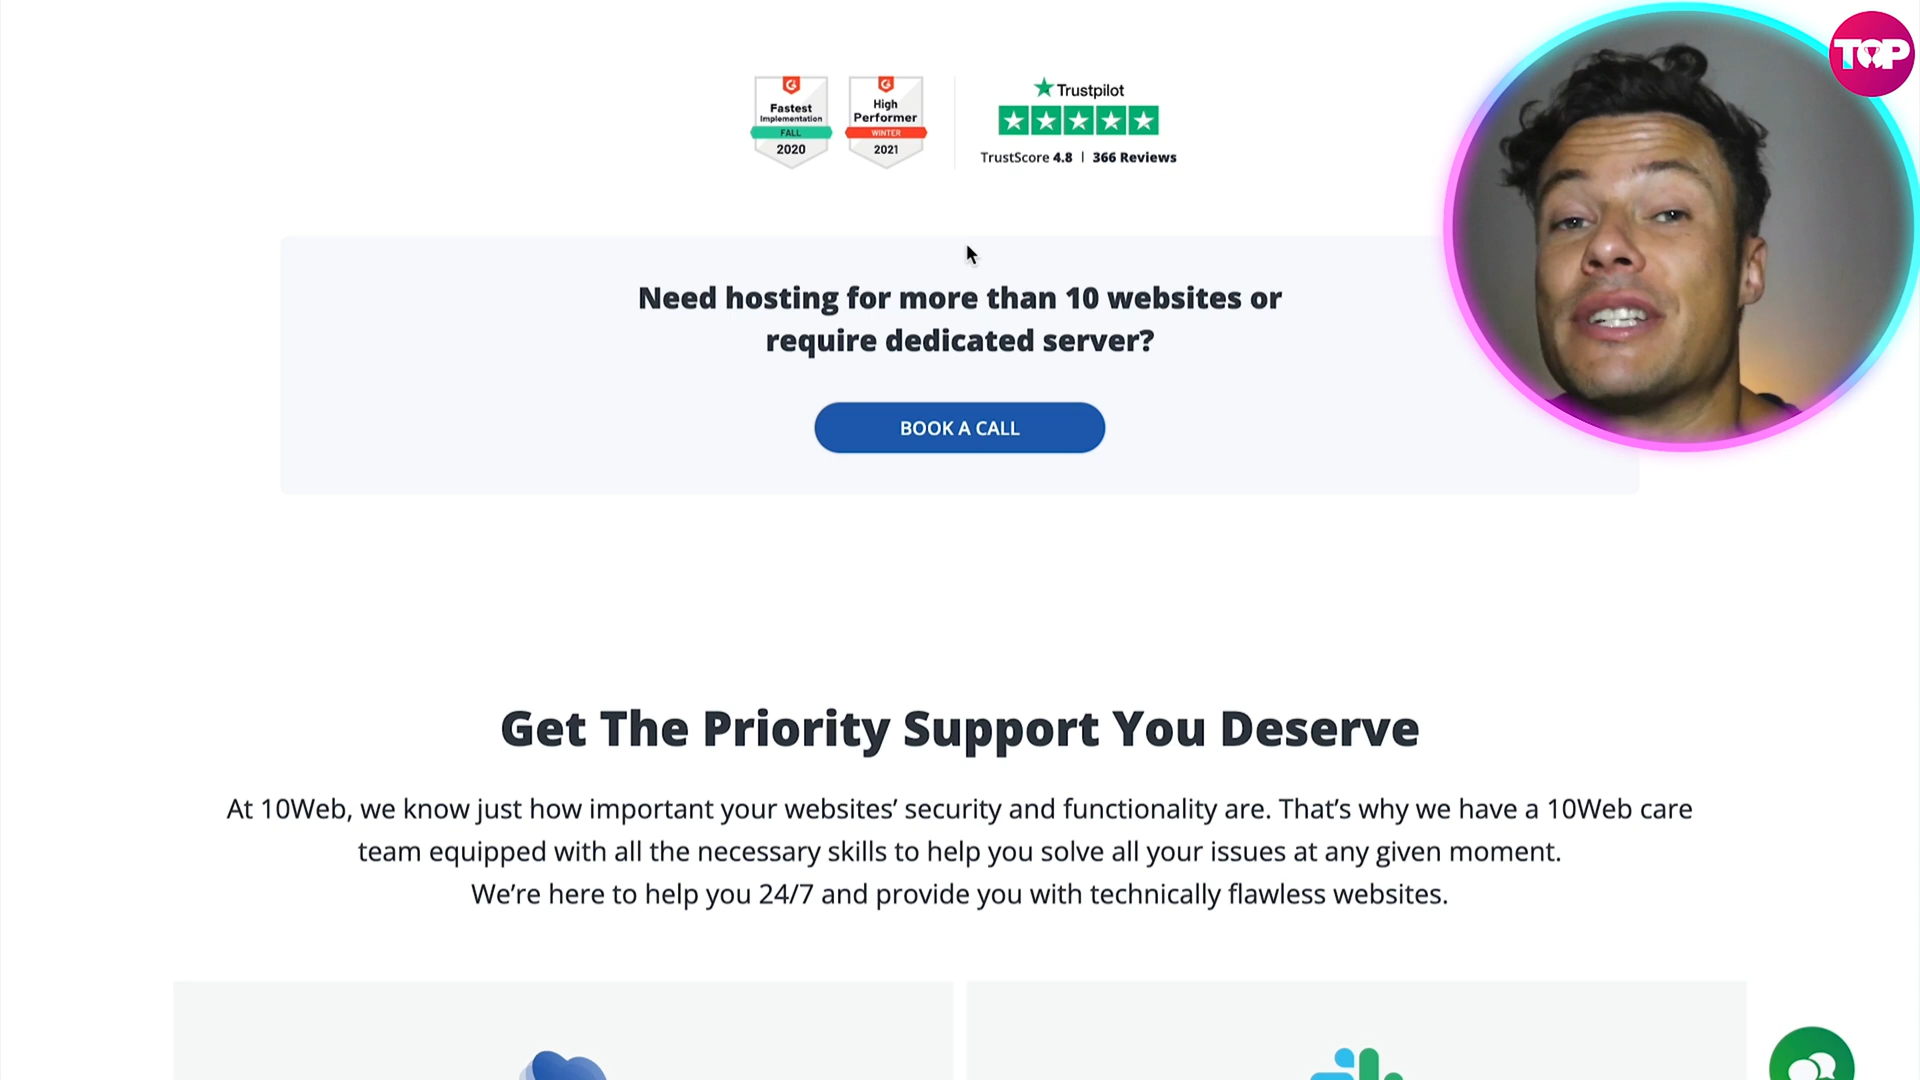 TOP
Fastest
Implementation
FALL
2020
High
Performer
WINTER
2021
Trustpilot
TrustScore 4.8 | 366 Reviews
Need hosting for more than 10 websites or
require dedicated server?
BOOK A CALL
Get The Priority Support You Deserve
At 10Web, we know just how important your websites’ security and functionality are. That’s why we have a 10Web care
team equipped with all the necessary skills to help you solve all your issues at any given moment.
We’re here to help you 24/7 and provide you with technically flawless websites.